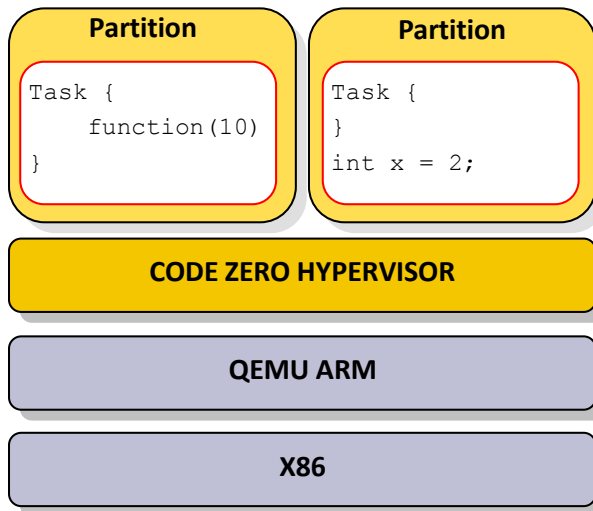 Partition
Task {
    function(10)
}
Partition
Task {
}
int x = 2;
CODE ZERO HYPERVISOR
QEMU ARM
X86